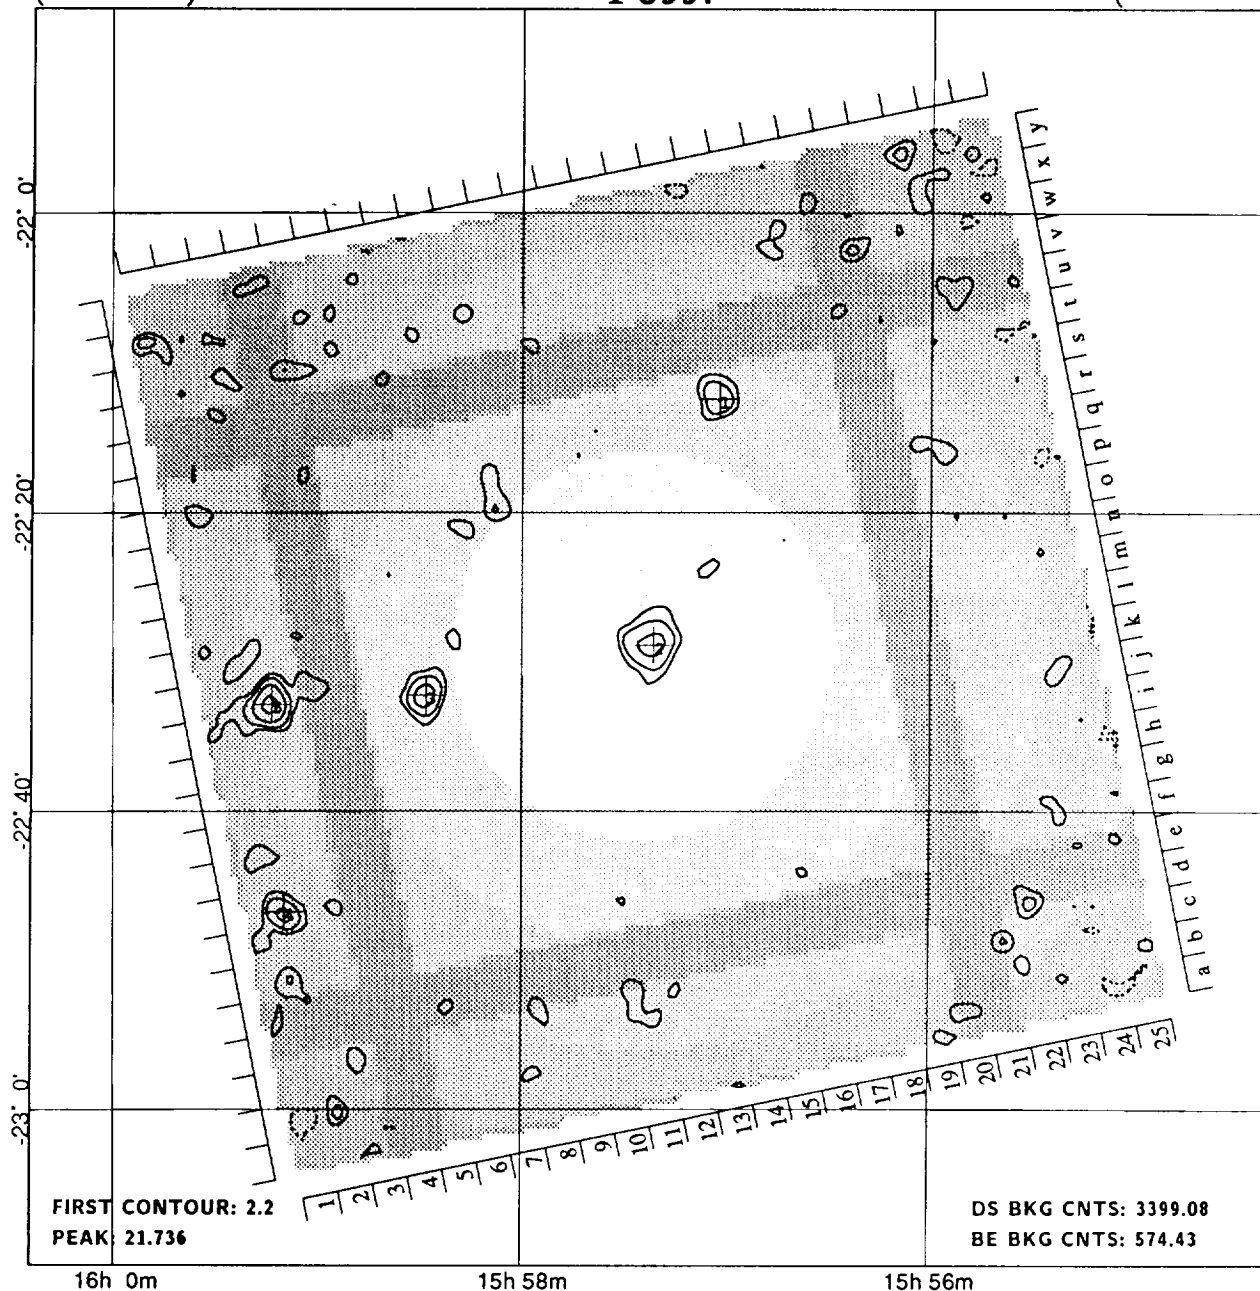 -22° 0'
-22° 20'
-22° 40'
-23° 0'
a b c d e f g h i j k l m n o p q r s t u v w x y
1 2 3 4 5 6 7 8 9 10 11 12 13 14 15 16 17 18 19 20 21 22 23 24 25
FIRST CONTOUR: 2.2
PEAK: 21.736
DS BKG CNTS: 3399.08
BE BKG CNTS: 574.43
16h 0m
15h 58m
15h 56m